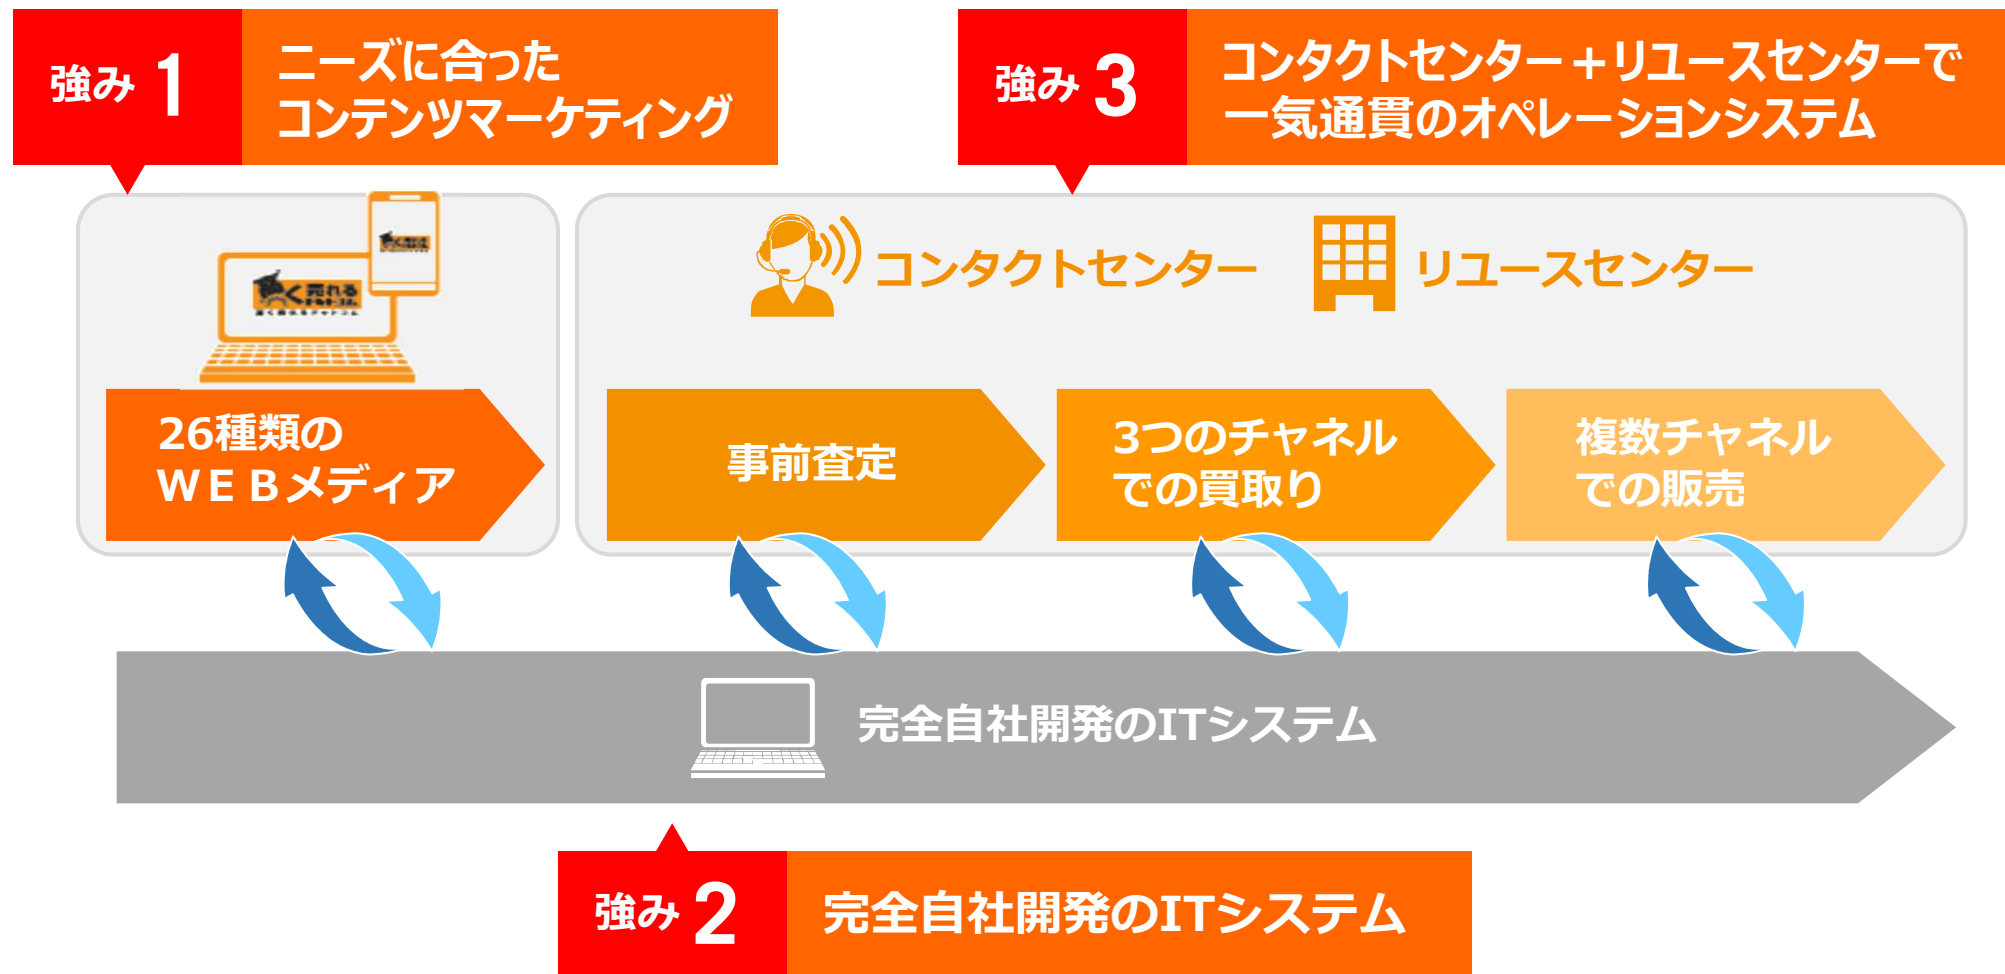 強み 1
ニーズに合った
コンテンツマーケティング
強み 3
コンタクトセンター＋リユースセンターで
一気通貫のオペレーションシステム
く売れる
コンタクトセンター
リユースセンター
26種類の
ＷＥＢメディア
事前査定
3つのチャネル
での買取り
複数チャネル
での販売
完全自社開発のITシステム
強み 2
完全自社開発のITシステム